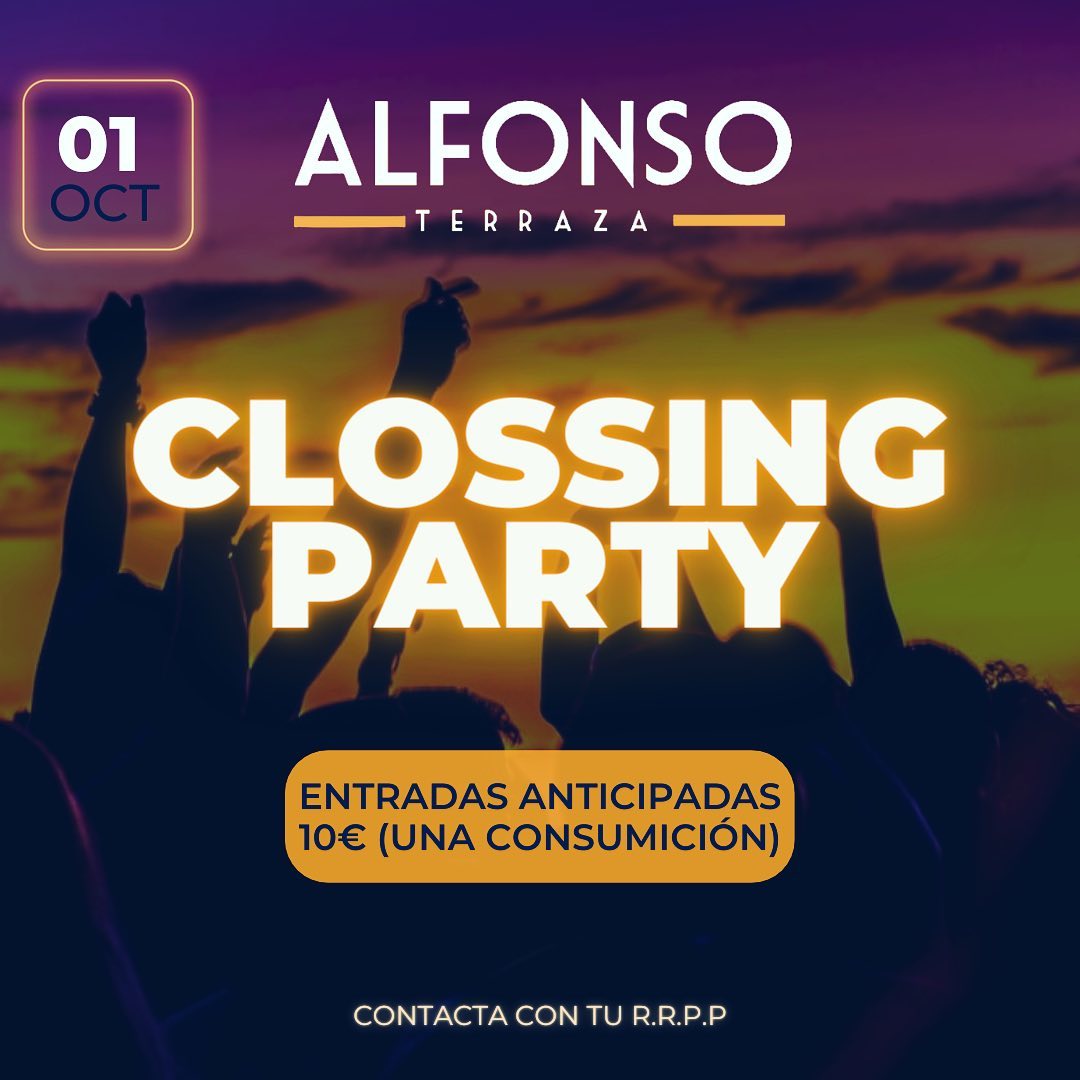 01
OCT
ALFONSO
TERRAZA
CLOSSING
PARTY
ENTRADAS ANTICIPADAS
10€ (UNA CONSUMICIÓN)
CONTACTA CON TU R.R.P.P